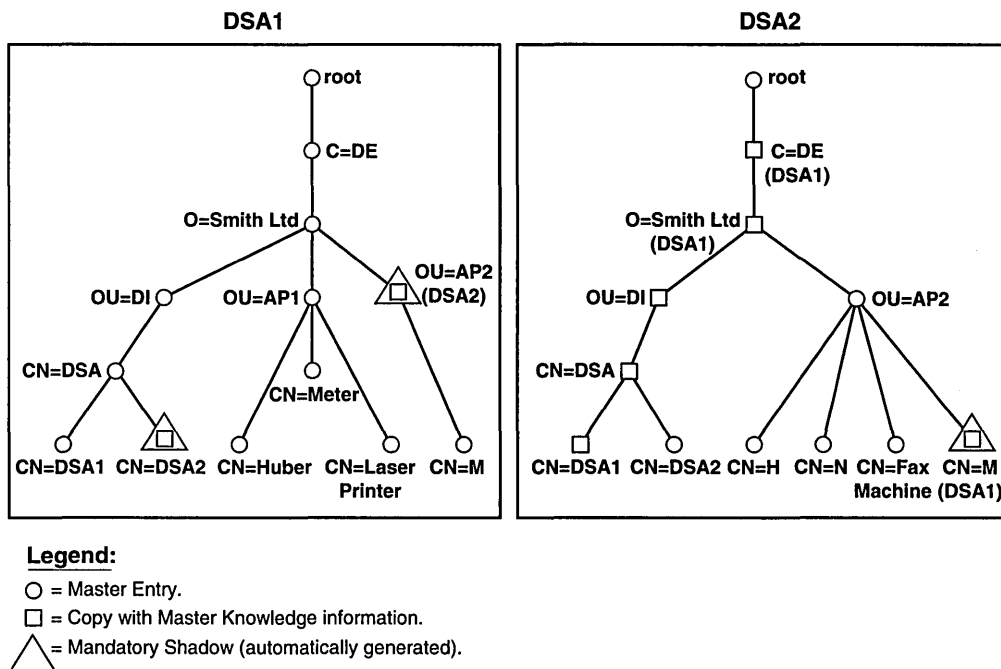 DSA1
root
C=DE
O=Smith Ltd
OU=DI
OU=AP1
OU=AP2
(DSA2)
CN=DSA
CN=Meter
CN=DSA1
CN=DSA2
CN=Huber
CN=Laser
Printer
CN=M
DSA2
root
C=DE
(DSA1)
O=Smith Ltd
(DSA1)
OU=DI
OU=AP2
CN=DSA
CN=DSA1
CN=DSA2
CN=H
CN=N
CN=Fax
Machine
CN=M
(DSA1)
Legend:
= Master Entry.
= Copy with Master Knowledge information.
= Mandatory Shadow (automatically generated).